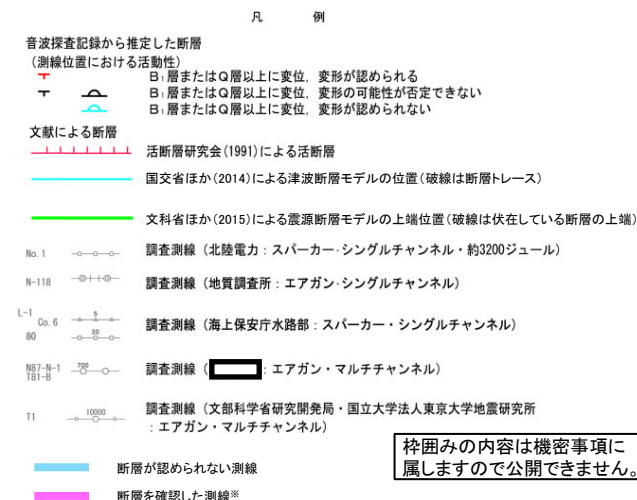 凡 例
音波探査記録から推定した断層
(測線位置における活動性)
B₁層またはQ層以上に変位，変形が認められる
B₁層またはQ層以上に変位，変形の可能性が否定できない
B₁層またはQ層以上に変位，変形が認められない
文献による断層
活断層研究会(1991)による活断層
国交省ほか(2014)による津波断層モデルの位置(破線は断層トレース)
文科省ほか(2015)による震源断層モデルの上端位置(破線は伏在している断層の上端)
No. 1 調査測線（北陸電力：スパーカー・シングルチャンネル・約3200ジュール）
N-118 調査測線（地質調査所：エアガン・シングルチャンネル）
L-1 5
Co. 6 調査測線（海上保安庁水路部：スパーカー・シングルチャンネル）
80 20
N87-N-1 700 調査測線（ ：エアガン・マルチチャンネル）
T81-B
T1 10000 調査測線（文部科学省研究開発局・国立大学法人東京大学地震研究所
：エアガン・マルチチャンネル）
枠囲みの内容は機密事項に
属しますので公開できません。
断層が認められない測線
断層を確認した測線※